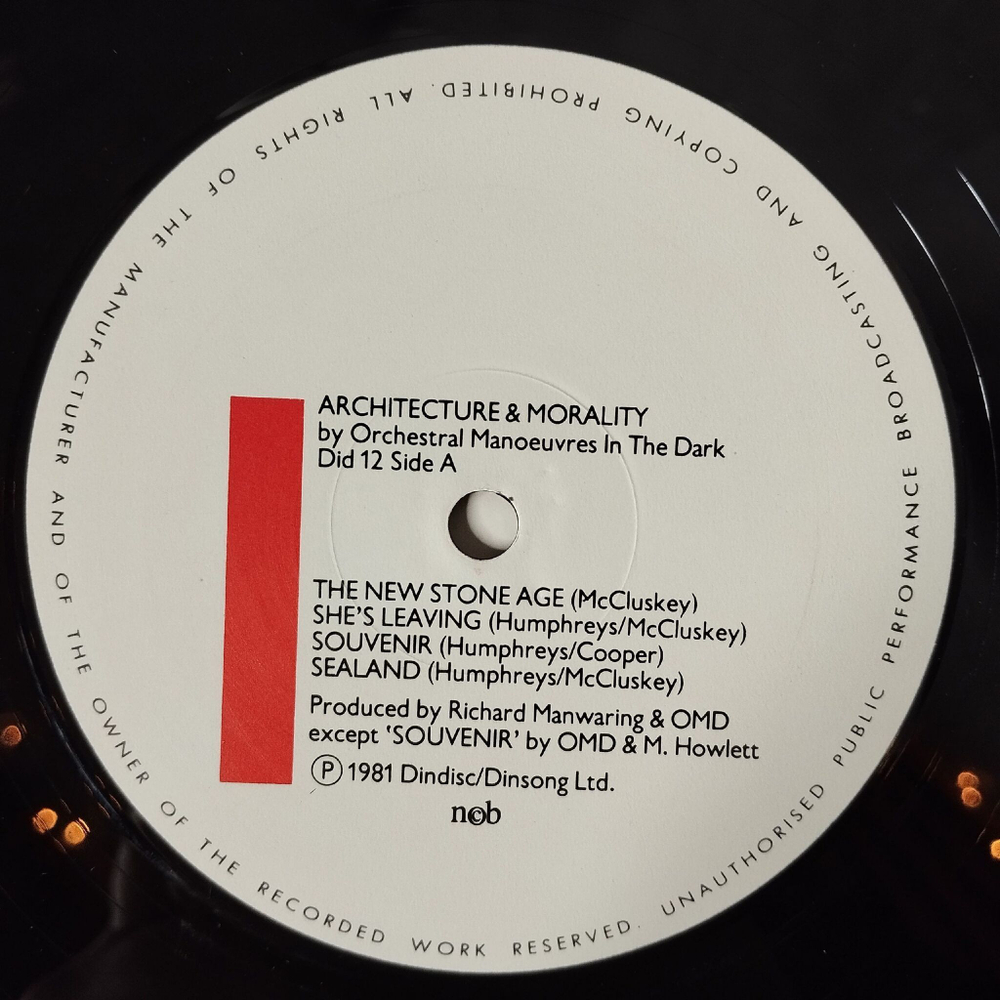 ARCHITECTURE & MORALITY
by Orchestral Manoeuvres In The Dark
Did 12 Side A
THE NEW STONE AGE (McCluskey)
SHE'S LEAVING (Humphreys/McCluskey)
SOUVENIR (Humphreys/Cooper)
SEALAND (Humphreys/McCluskey)
Produced by Richard Manwaring & OMD
except 'SOUVENIR' by OMD & M. Howlett
Ⓟ 1981 Dindisc/Dinsong Ltd.
n©b
ALL RIGHTS OF THE MANUFACTURER AND OF THE OWNER OF THE RECORDED WORK RESERVED. UNAUTHORISED PUBLIC PERFORMANCE BROADCASTING AND COPYING PROHIBITED.